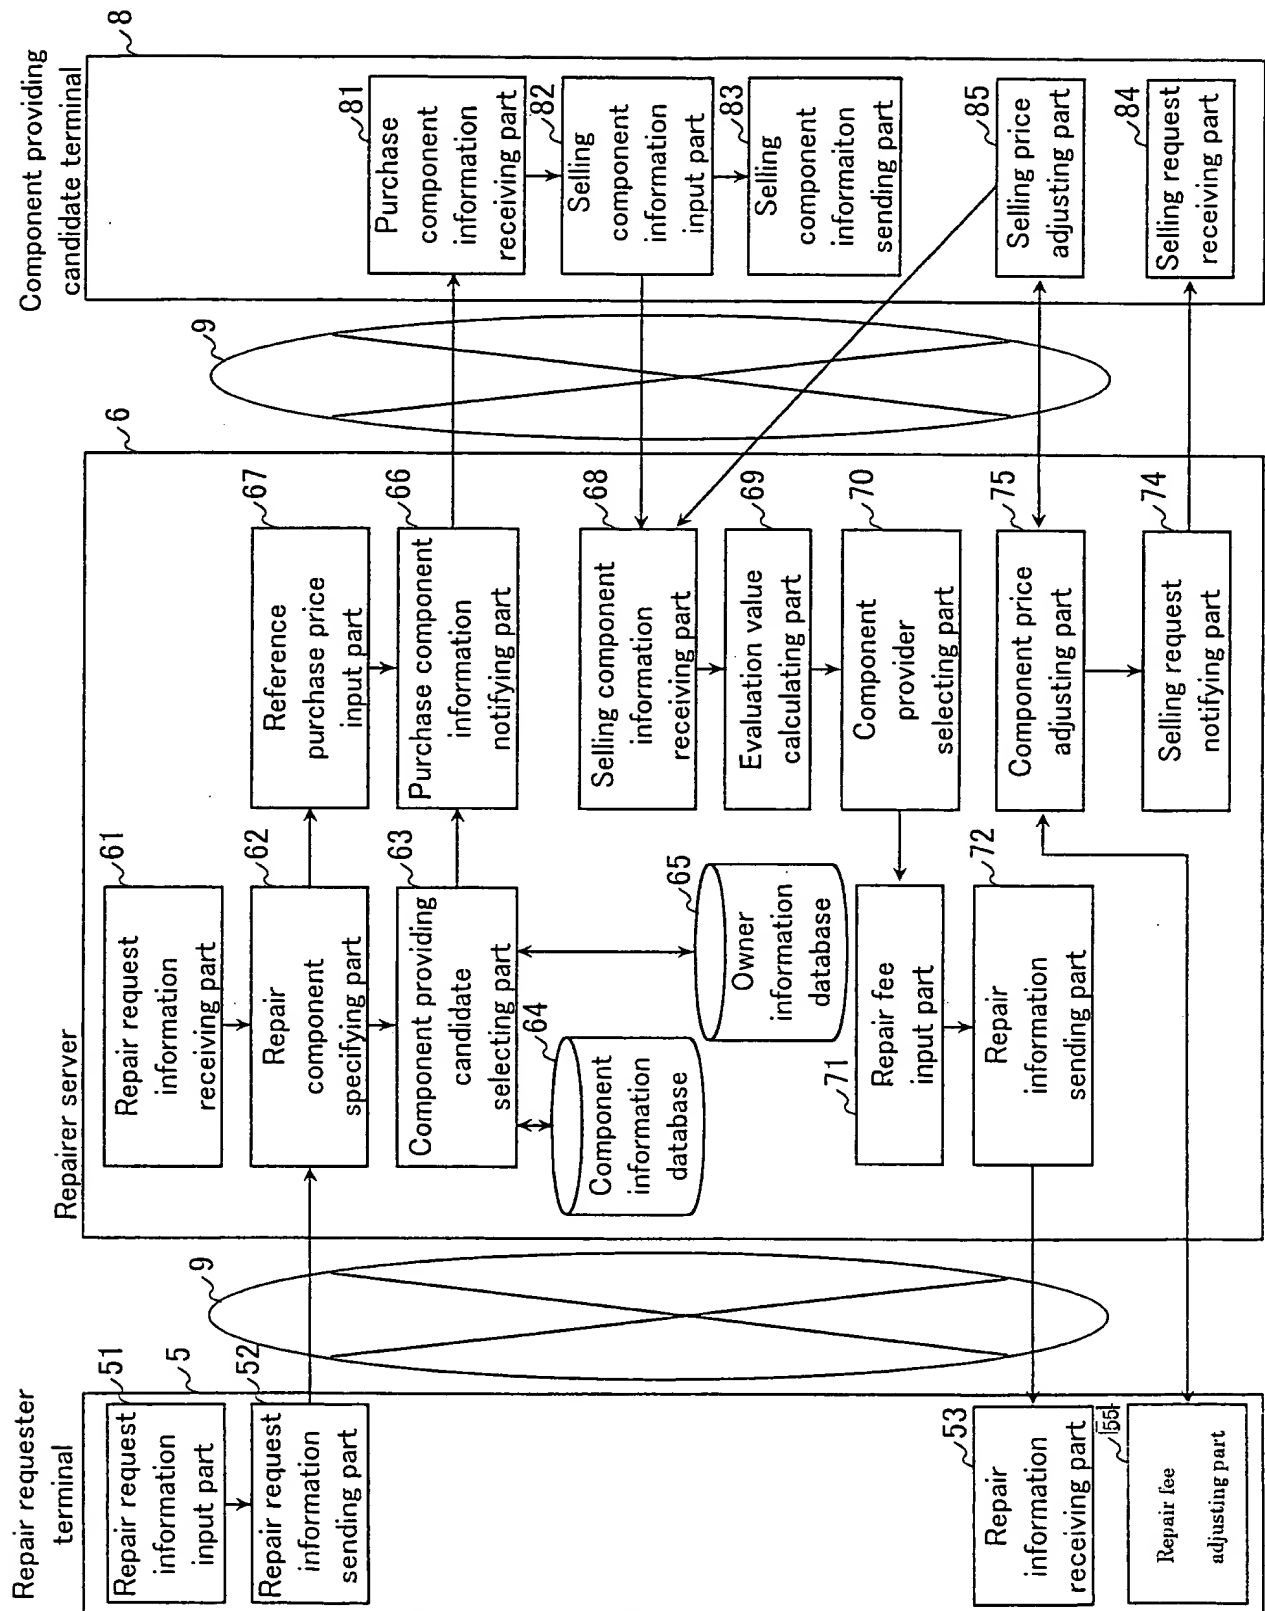 Repair requester
terminal
5
Repair request
information
input part
51
Repair request
information
sending part
52
Repair
information
receiving part
53
Repair fee
adjusting part
55
9
Repairer server
6
Repair request
information
receiving part
61
Repair
component
specifying part
62
Component providing
candidate
selecting part
63
Component
information
database
64
Owner
information
database
65
Reference
purchase price
input part
67
Purchase component
information
notifying part
66
Selling component
information
receiving part
68
Evaluation value
calculating part
69
Component
provider
selecting part
70
Repair fee
input part
71
Repair
information
sending part
72
Component price
adjusting part
75
Selling request
notifying part
74
9
Component providing
candidate terminal
8
Purchase
component
information
receiving part
81
Selling
component
information
input part
82
Selling
component
informaiton
sending part
83
Selling price
adjusting part
85
Selling request
receiving part
84